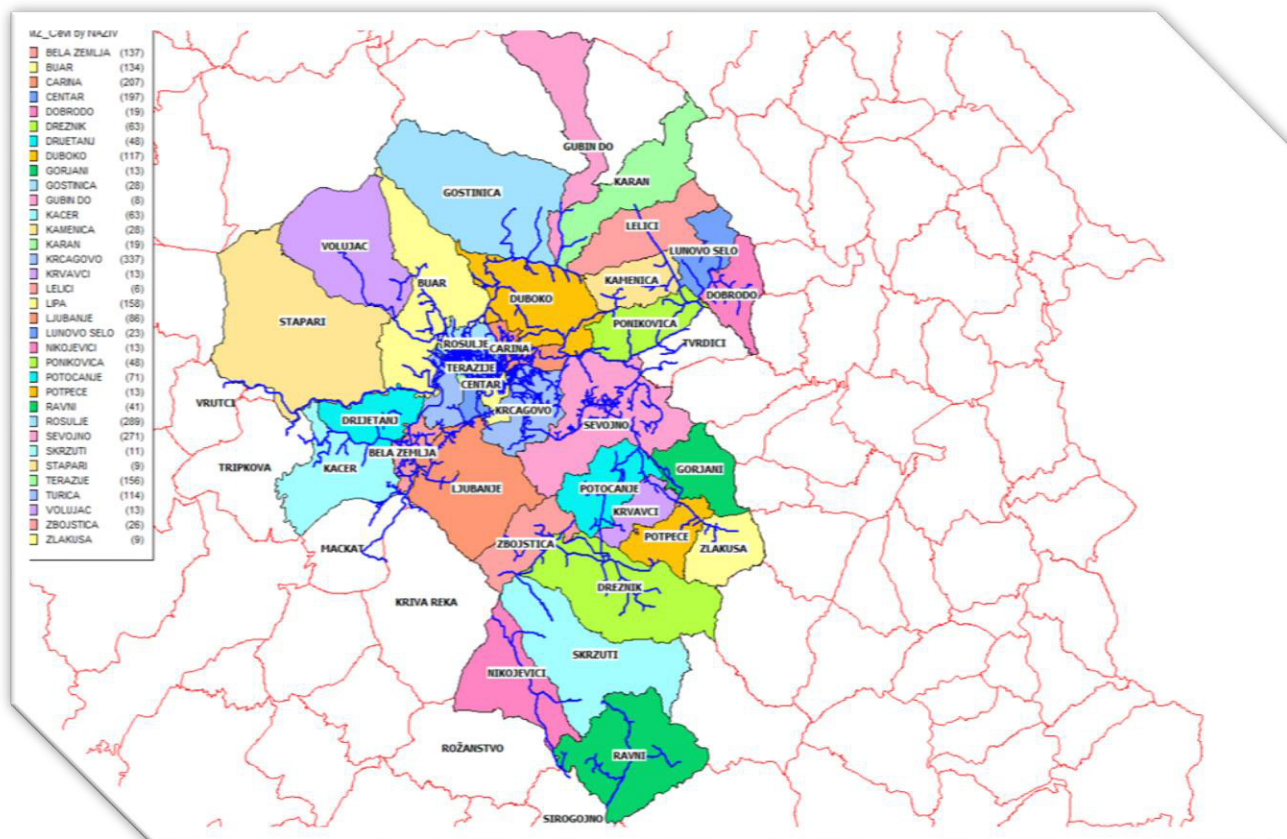 MZ_Cevi by NAZIV
BELA ZEMLJA (137)
BUAR (134)
CARINA (207)
CENTAR (197)
DOBRODO (19)
DREZNIK (63)
DRIJETANJ (48)
DUBOKO (117)
GORJANI (13)
GOSTINICA (28)
GUBIN DO (8)
KACER (63)
KAMENICA (28)
KARAN (19)
KRCAGOVO (337)
KRVAVCI (13)
LELICI (6)
LIPA (158)
LJUBANJE (86)
LUNOVO SELO (23)
NIKOJEVICI (13)
PONIKOVICA (48)
POTOCANJE (71)
POTPECE (13)
RAVNI (41)
ROSULJE (289)
SEVOJNO (271)
SKRZUTI (11)
STAPARI (9)
TERAZIJE (156)
TURICA (114)
VOLUJAC (13)
ZBOJSTICA (26)
ZLAKUSA (9)
GUBIN DO
KARAN
GOSTINICA
LELICI
VOLUJAC
LUNOVO SELO
BUAR
KAMENICA
DUBOKO
DOBRODO
STAPARI
PONIKOVICA
ROSULJE
CARINA
TVRDICI
TERAZIJE
CENTAR
VRUTCI
KRCAGOVO
DRIJETANJ
SEVOJNO
BELA ZEMLJA
TRIPKOVA
KACER
GORJANI
LJUBANJE
POTOCANJE
KRVAVCI
POTPECE
ZBOJSTICA
ZLAKUSA
MACKAT
DREZNIK
KRIVA REKA
SKRZUTI
NIKOJEVICI
ROŽANSTVO
RAVNI
SIROGOJNO